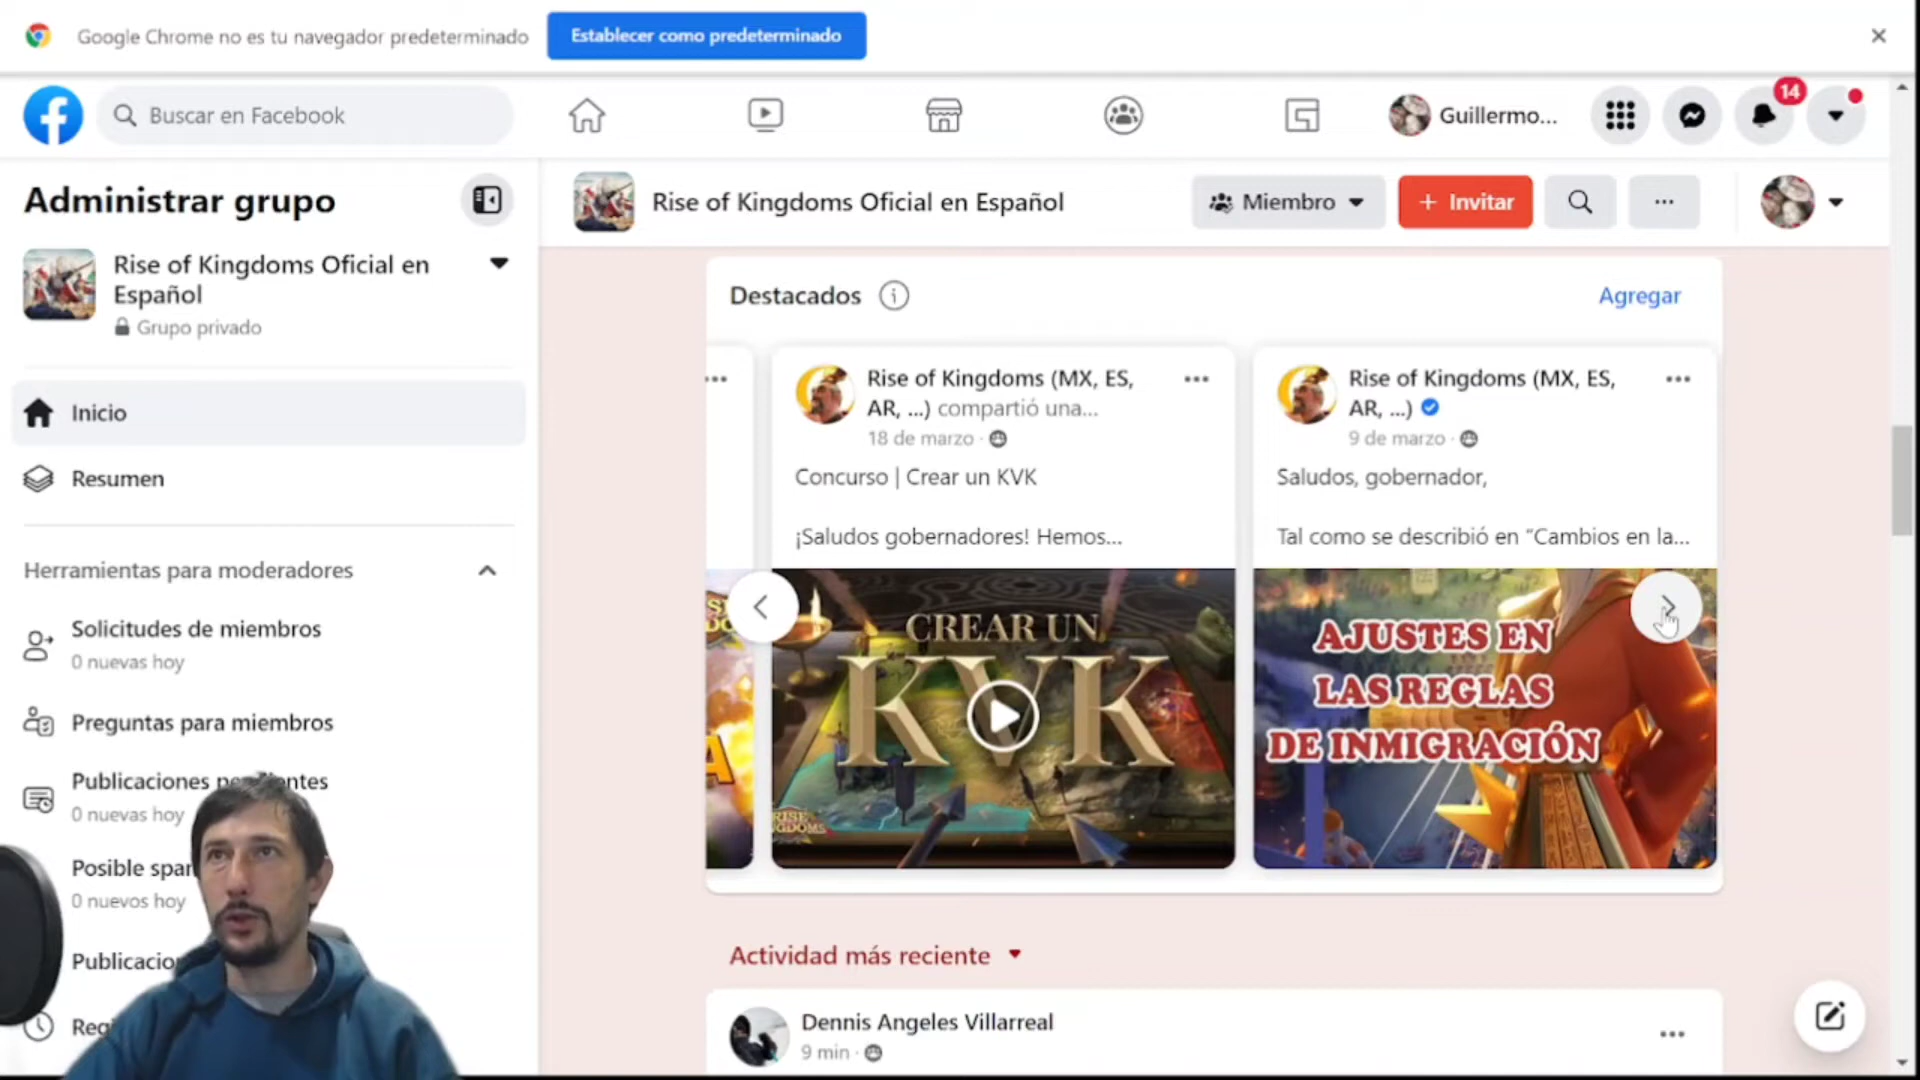 Google Chrome no es tu navegador predeterminado
Establecer como predeterminado
Buscar en Facebook
Guillermo...
14
Administrar grupo
Rise of Kingdoms Oficial en Español
Miembro
+ Invitar
Rise of Kingdoms Oficial en
Español
Grupo privado
Inicio
Resumen
Herramientas para moderadores
Solicitudes de miembros
0 nuevas hoy
Preguntas para miembros
Publicaciones
0 nuevas hoy
Posible
0 nuevos hoy
Destacados
Agregar
Rise of Kingdoms (MX, ES,
AR, ...) compartió una...
18 de marzo
Concurso | Crear un KVK
¡Saludos gobernadores! Hemos...
CREAR UN
KVK
RISE
Rise of Kingdoms (MX, ES,
AR, ...)
9 de marzo
Saludos, gobernador,
Tal como se describió en “Cambios en la...
AJUSTES EN
LAS REGLAS
DE INMIGRACIÓN
Actividad más reciente
Dennis Angeles Villarreal
9 min